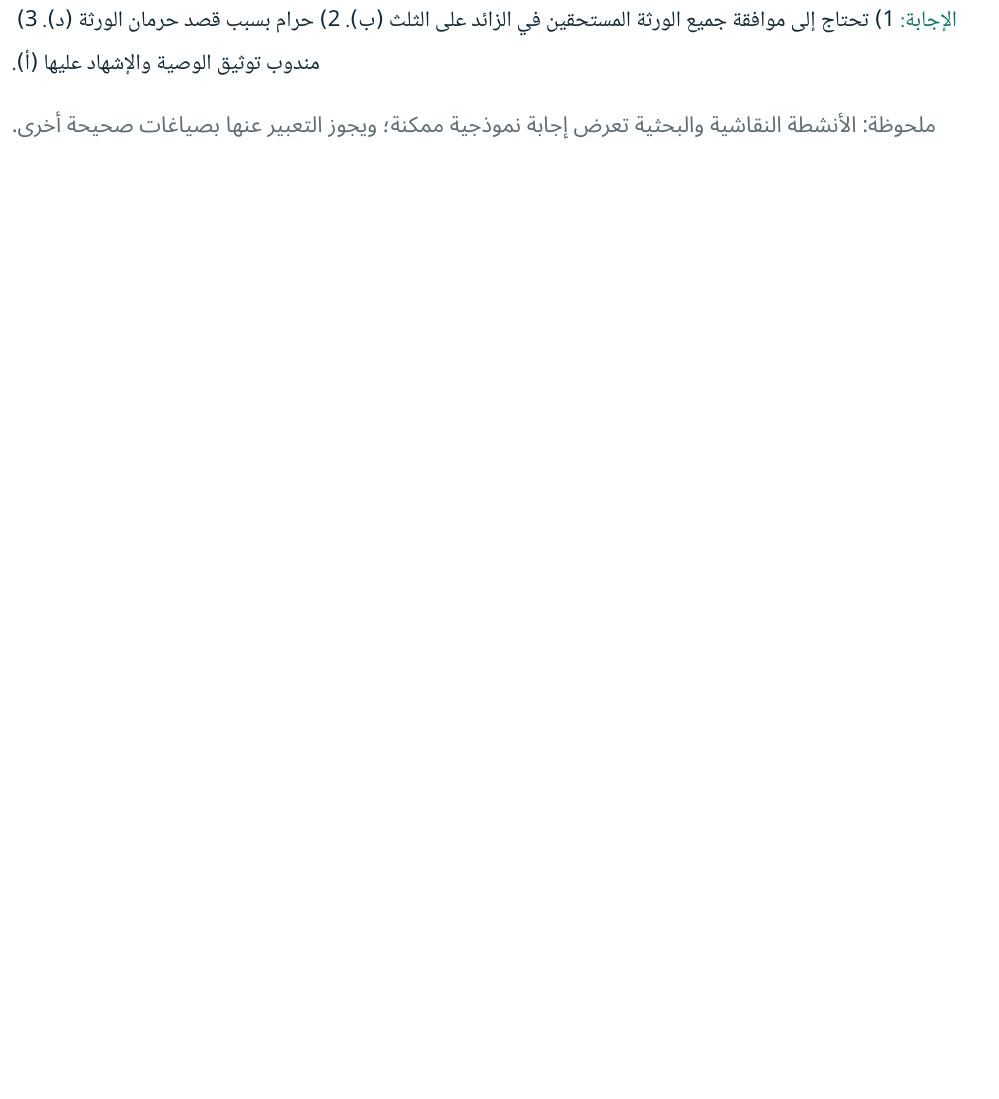 الإجابة: 1) تحتاج إلى موافقة جميع الورثة المستحقين في الزائد على الثلث (ب). 2) حرام بسبب قصد حرمان الورثة (د). 3)
مندوب توثيق الوصية والإشهاد عليها (أ).
ملحوظة: الأنشطة النقاشية والبحثية تعرض إجابة نموذجية ممكنة؛ ويجوز التعبير عنها بصياغات صحيحة أخرى.